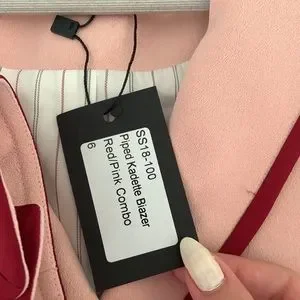 SS18-100
Piped Kadette Blazer
Red/Pink Combo
6